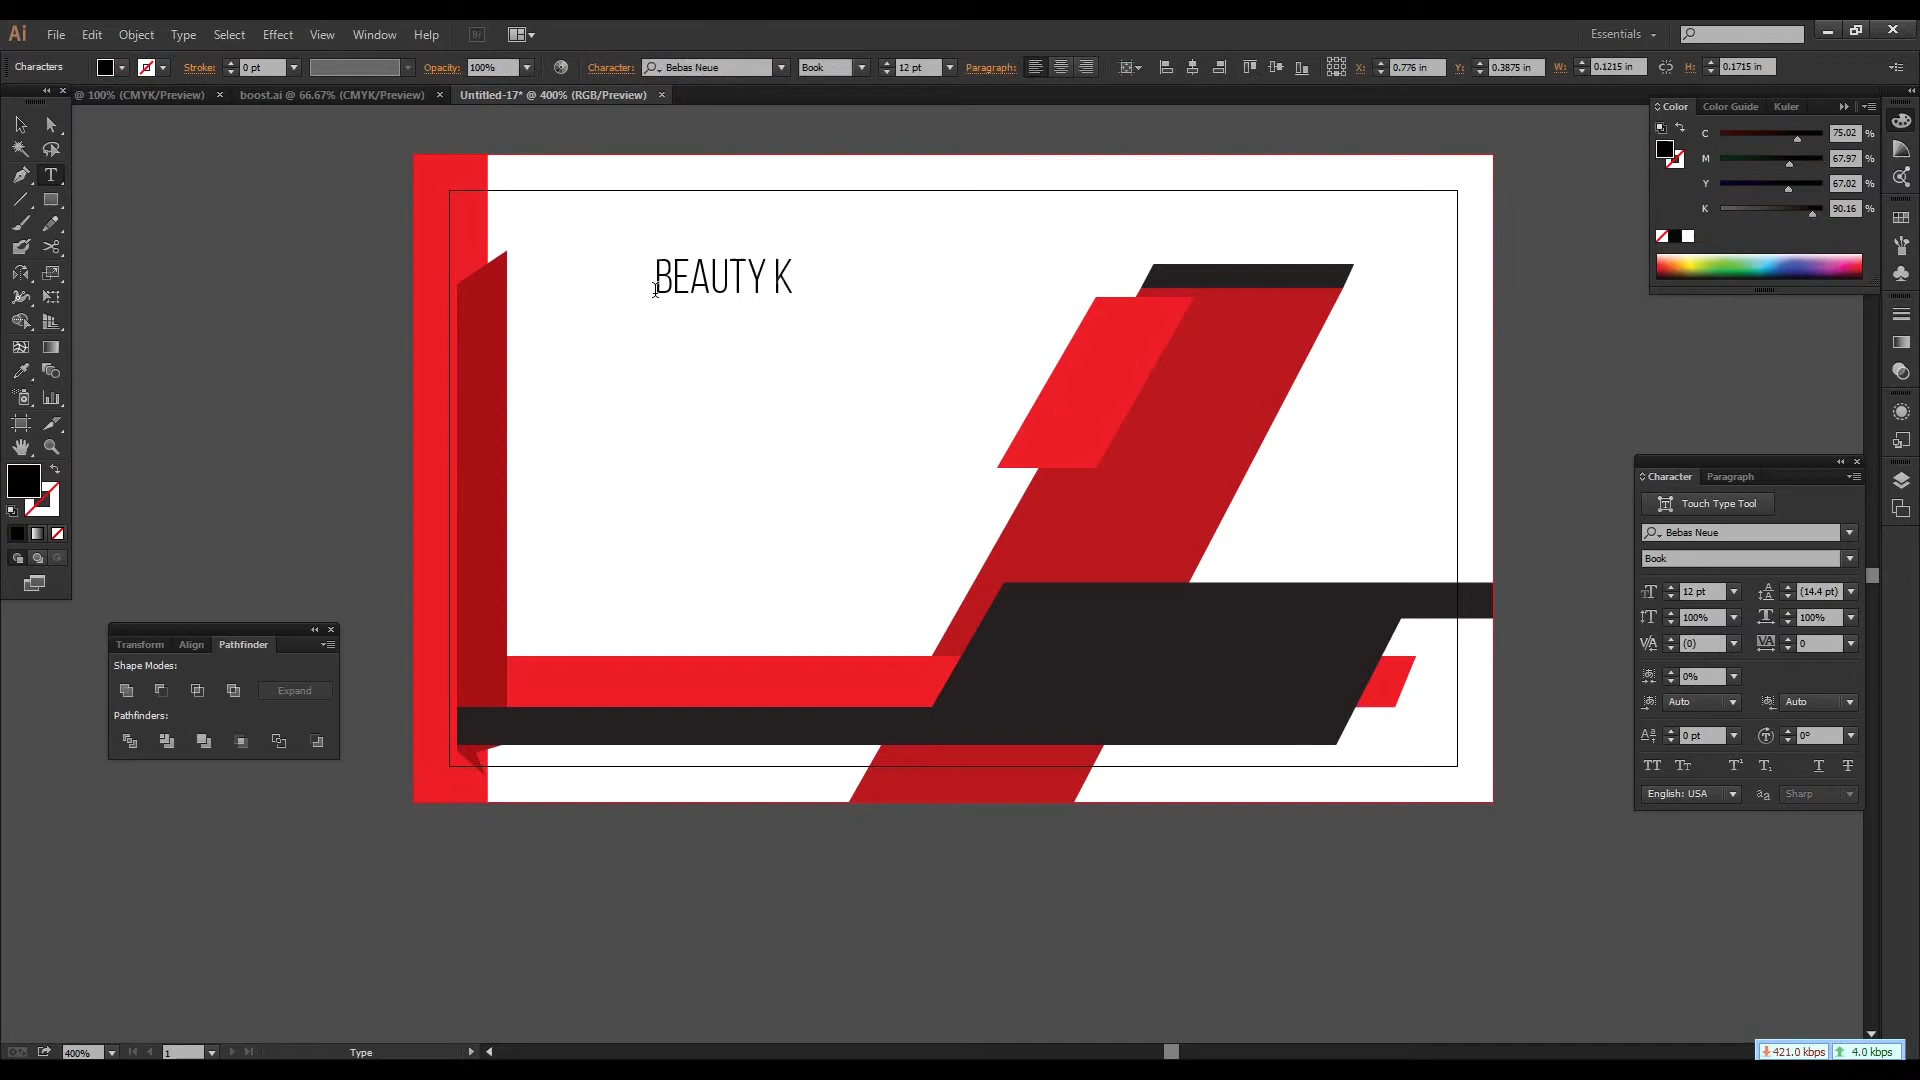 Ai File Edit Object Type Select Effect View Window Help Br Essentials
Characters Stroke: 0 pt Opacity: 100% Character: Bebas Neue Book 12 pt Paragraph: X: 0.776 in Y: 0.3875 in W: 0.1215 in H: 0.1715 in
@ 100% (CMYK/Preview) × boost.ai @ 66.67% (CMYK/Preview) × Untitled-17* @ 400% (RGB/Preview) ×
Color Color Guide Kuler
C 75.02 %
M 67.97 %
Y 67.02 %
K 90.16 %
BEAUTY K
Character Paragraph
Touch Type Tool
Bebas Neue
Book
12 pt (14.4 pt)
100% 100%
(0) 0
0%
Auto Auto
0 pt 0°
English: USA Sharp
Transform Align Pathfinder
Shape Modes:
Expand
Pathfinders:
400% 1 Type
421.0 kbps 4.0 kbps